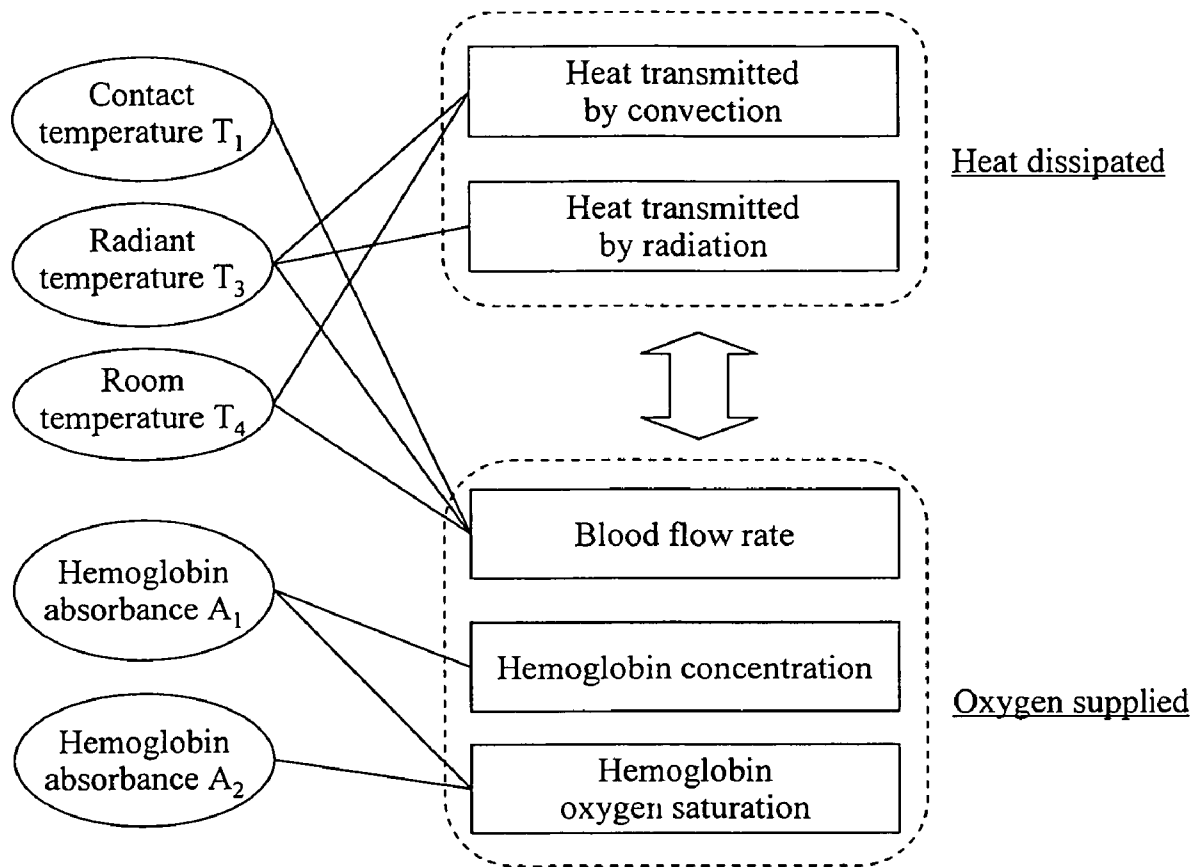 Contact
temperature T₁
Radiant
temperature T₃
Room
temperature T₄
Hemoglobin
absorbance A₁
Hemoglobin
absorbance A₂
Heat transmitted
by convection
Heat transmitted
by radiation
Heat dissipated
Blood flow rate
Hemoglobin concentration
Hemoglobin
oxygen saturation
Oxygen supplied